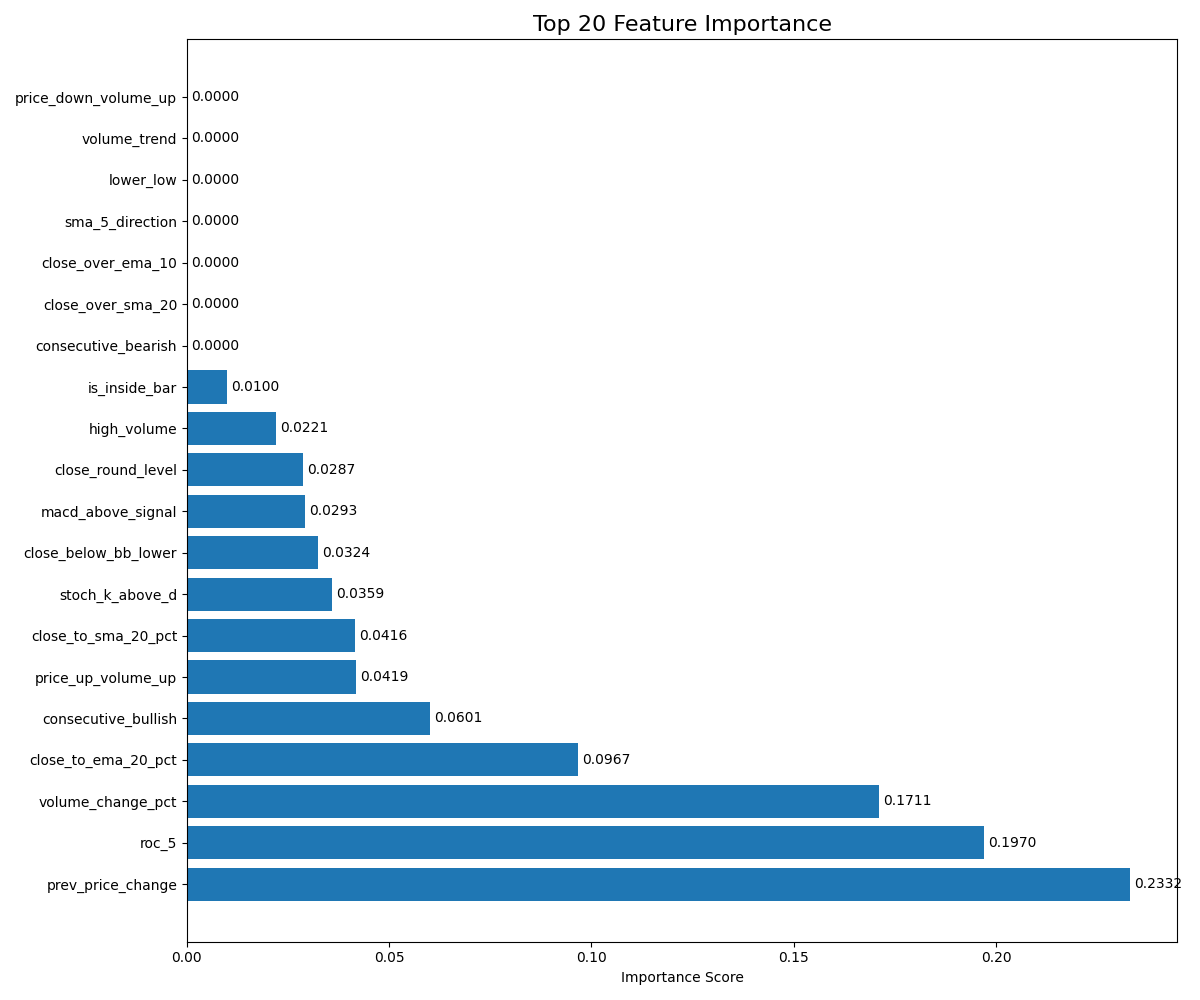 Top 20 Feature Importance
price_down_volume_up 0.0000
volume_trend 0.0000
lower_low 0.0000
sma_5_direction 0.0000
close_over_ema_10 0.0000
close_over_sma_20 0.0000
consecutive_bearish 0.0000
is_inside_bar 0.0100
high_volume 0.0221
close_round_level 0.0287
macd_above_signal 0.0293
close_below_bb_lower 0.0324
stoch_k_above_d 0.0359
close_to_sma_20_pct 0.0416
price_up_volume_up 0.0419
consecutive_bullish 0.0601
close_to_ema_20_pct 0.0967
volume_change_pct 0.1711
roc_5 0.1970
prev_price_change 0.2332
0.00 0.05 0.10 0.15 0.20
Importance Score